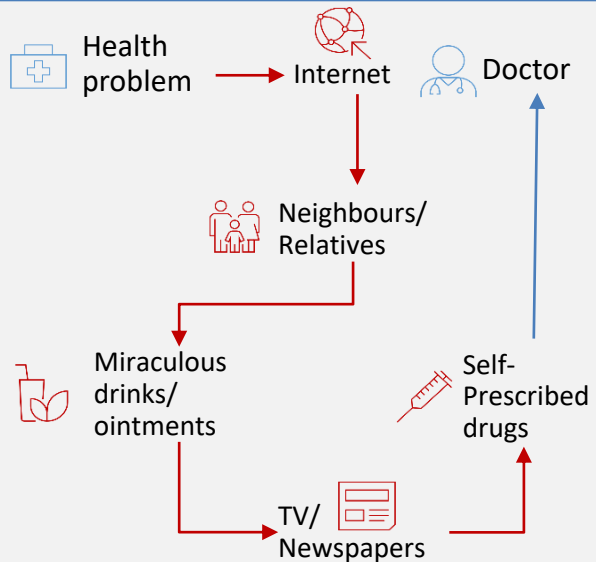 Health
problem
Internet
Doctor
Neighbours/
Relatives
Miraculous
drinks/
ointments
Self-
Prescribed
drugs
TV/
Newspapers